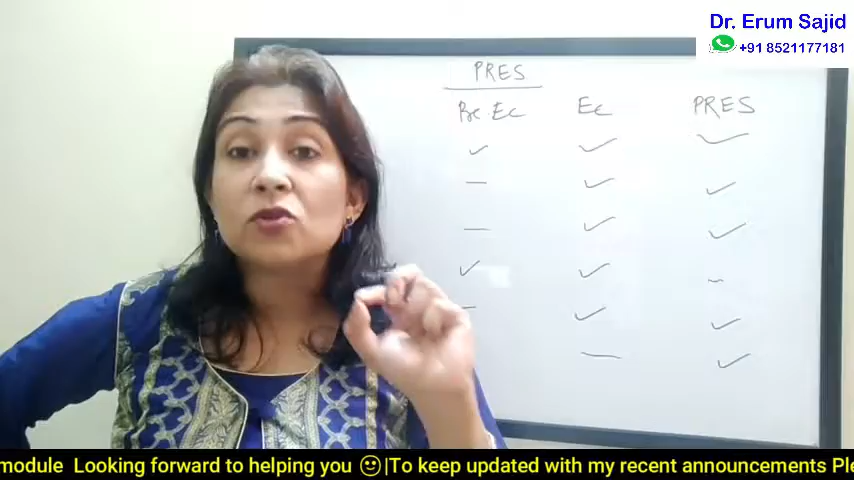 Dr. Erum Sajid
+91 8521177181
PRES
Bc Ec Ec PRES
module Looking forward to helping you 🙂|To keep updated with my recent announcements Ple